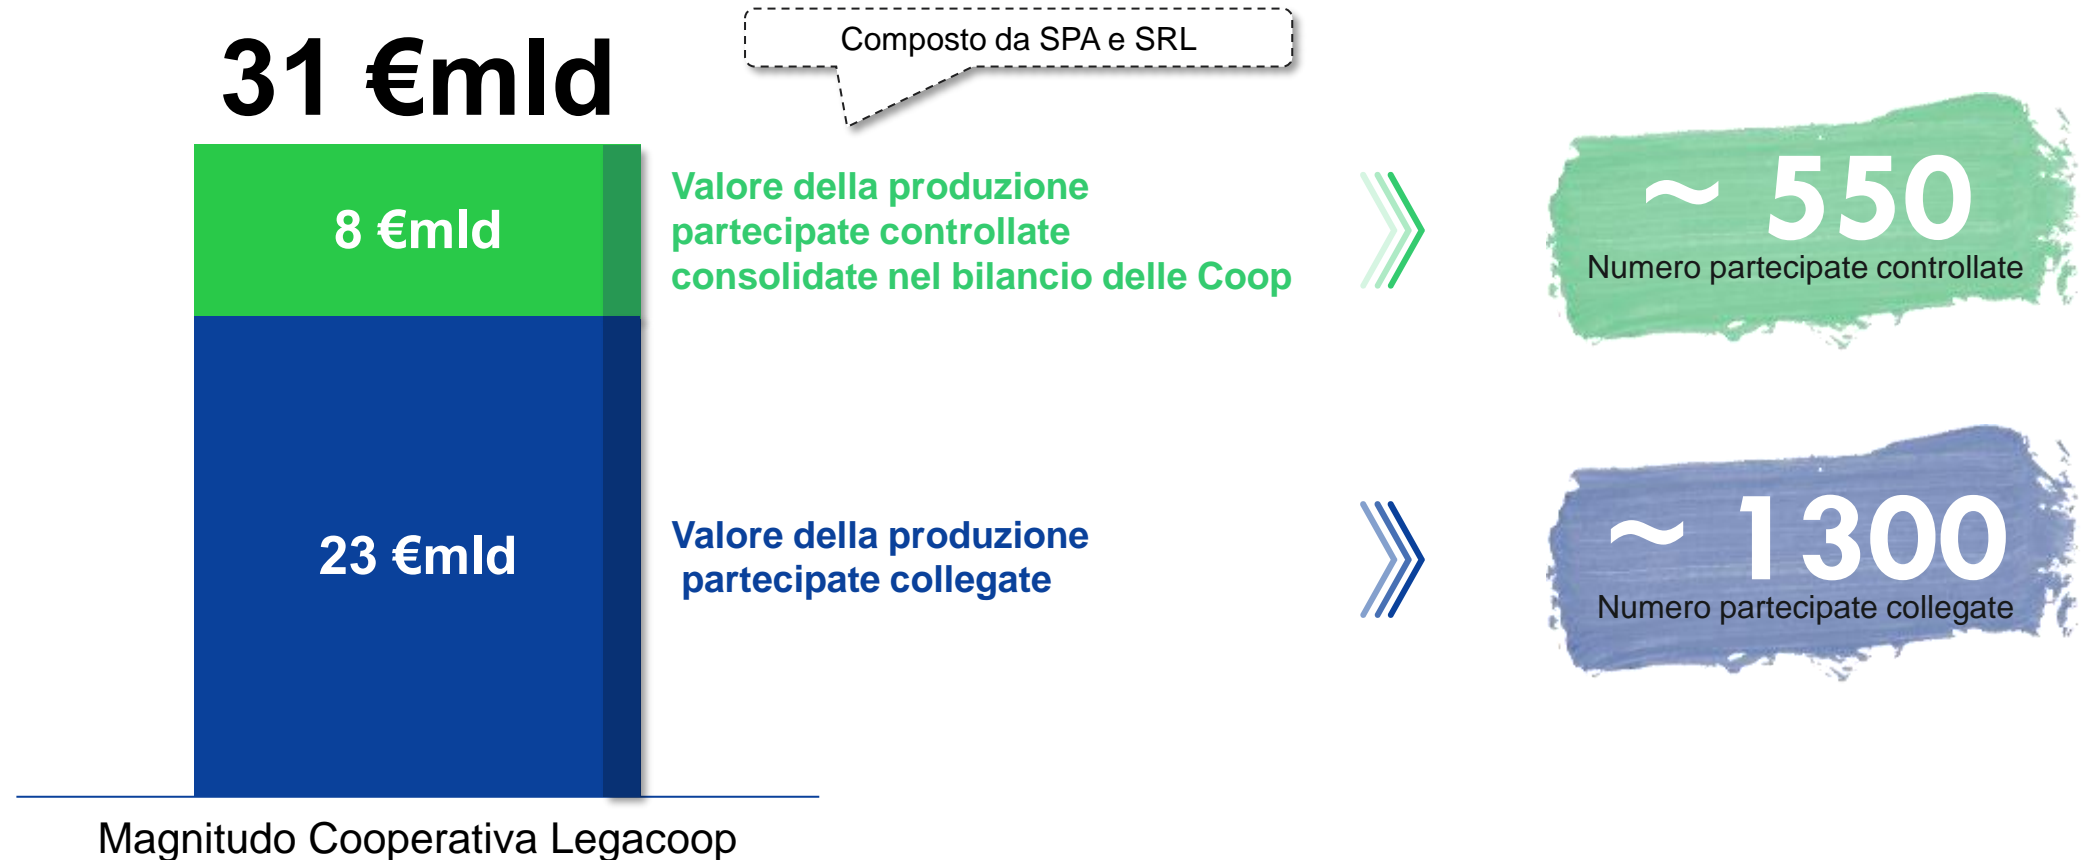 31 €mld
Composto da SPA e SRL
8 €mld
Valore della produzione
partecipate controllate
consolidate nel bilancio delle Coop
~ 550
Numero partecipate controllate
23 €mld
Valore della produzione
partecipate collegate
~ 1300
Numero partecipate collegate
Magnitudo Cooperativa Legacoop